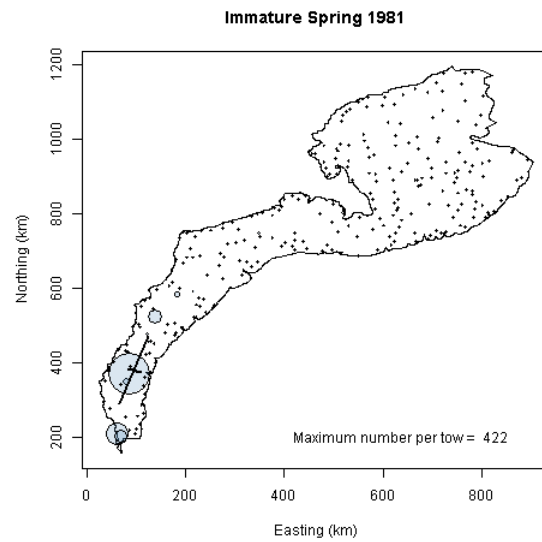 Immature Spring 1981
Northing (km)
1200
1000
800
600
400
200
Maximum number per tow = 422
0 200 400 600 800
Easting (km)